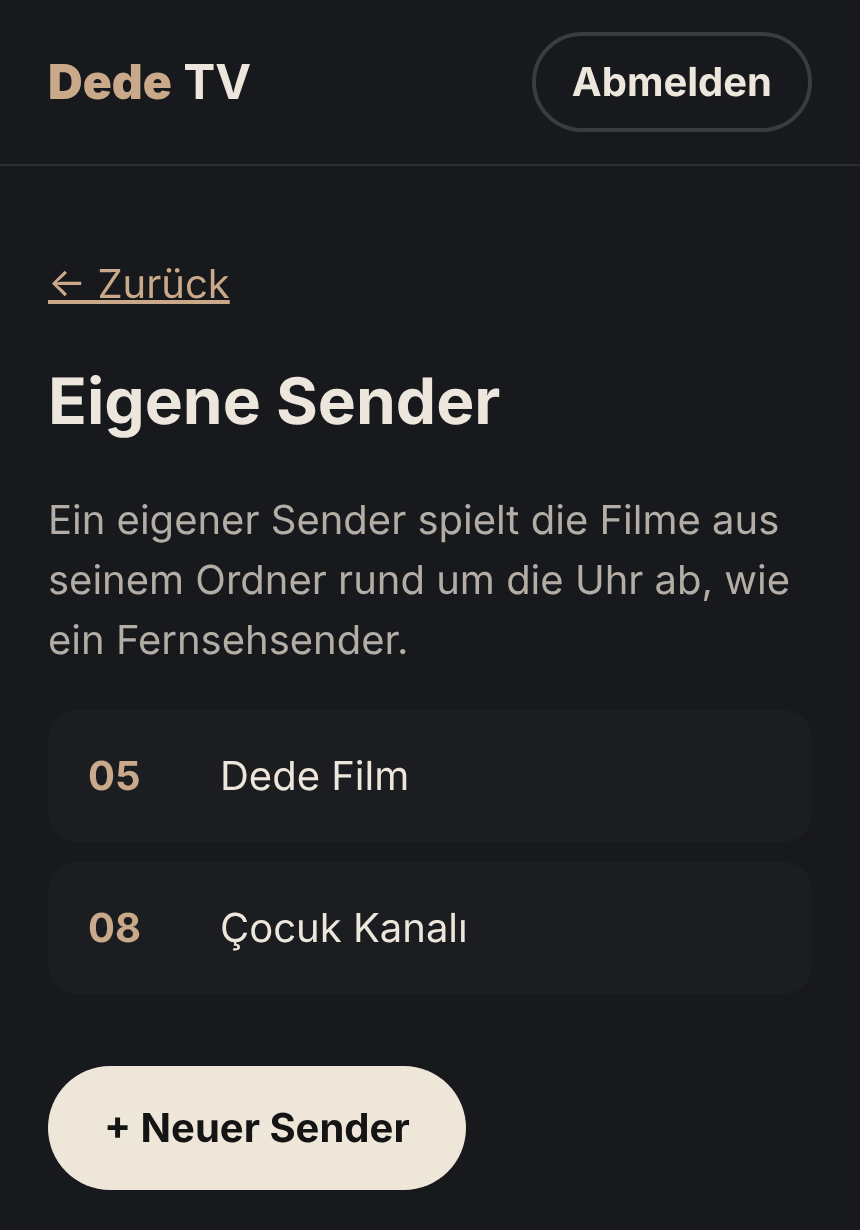 Dede TV
Abmelden
← Zurück
Eigene Sender
Ein eigener Sender spielt die Filme aus
seinem Ordner rund um die Uhr ab, wie
ein Fernsehsender.
05 Dede Film
08 Çocuk Kanalı
+ Neuer Sender